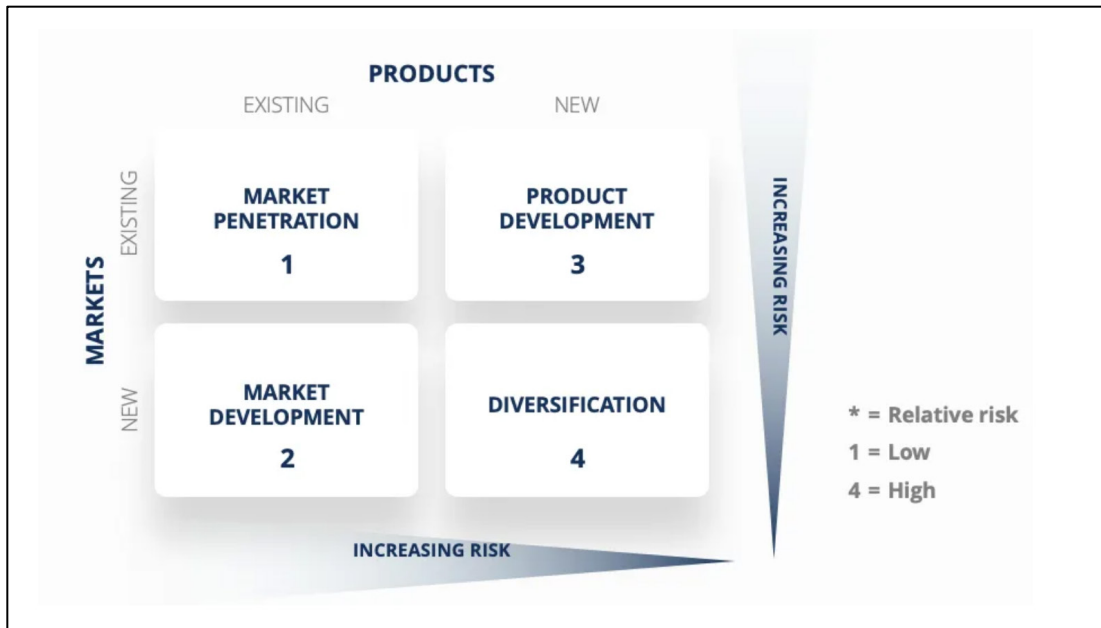 PRODUCTS
EXISTING
NEW
MARKETS
EXISTING
MARKET
PENETRATION
1
PRODUCT
DEVELOPMENT
3
NEW
MARKET
DEVELOPMENT
2
DIVERSIFICATION
4
INCREASING RISK
INCREASING RISK
* = Relative risk
1 = Low
4 = High